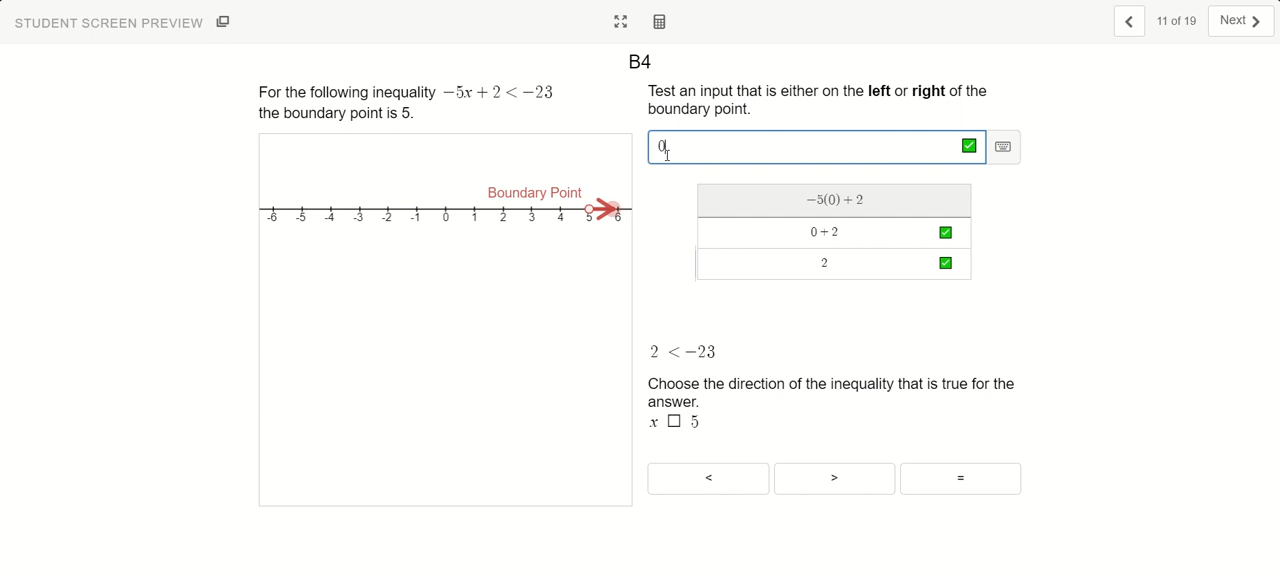 STUDENT SCREEN PREVIEW
11 of 19
Next
B4
For the following inequality −5x + 2 < −23
the boundary point is 5.
Boundary Point
-6 -5 -4 -3 -2 -1 0 1 2 3 4 5 6
Test an input that is either on the left or right of the
boundary point.
0
−5(0) + 2
0 + 2
2
2 < −23
Choose the direction of the inequality that is true for the
answer.
x □ 5
< > =